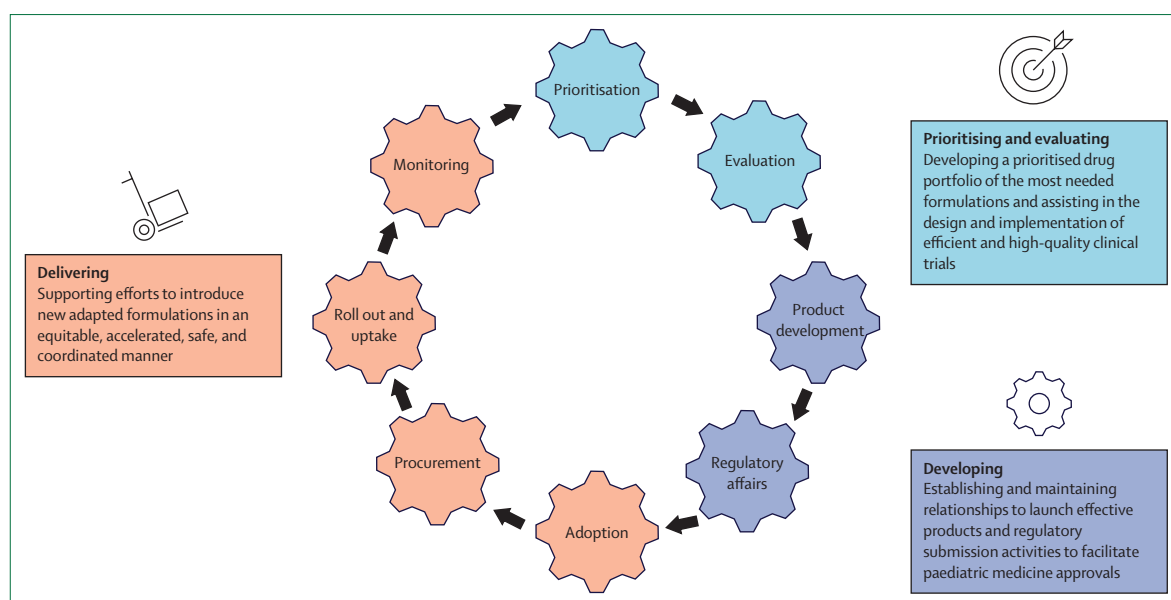 Prioritisation
Evaluation
Product
development
Regulatory
affairs
Adoption
Procurement
Roll out and
uptake
Monitoring
Prioritising and evaluating
Developing a prioritised drug
portfolio of the most needed
formulations and assisting in the
design and implementation of
efficient and high-quality clinical
trials
Developing
Establishing and maintaining
relationships to launch effective
products and regulatory
submission activities to facilitate
paediatric medicine approvals
Delivering
Supporting efforts to introduce
new adapted formulations in an
equitable, accelerated, safe, and
coordinated manner